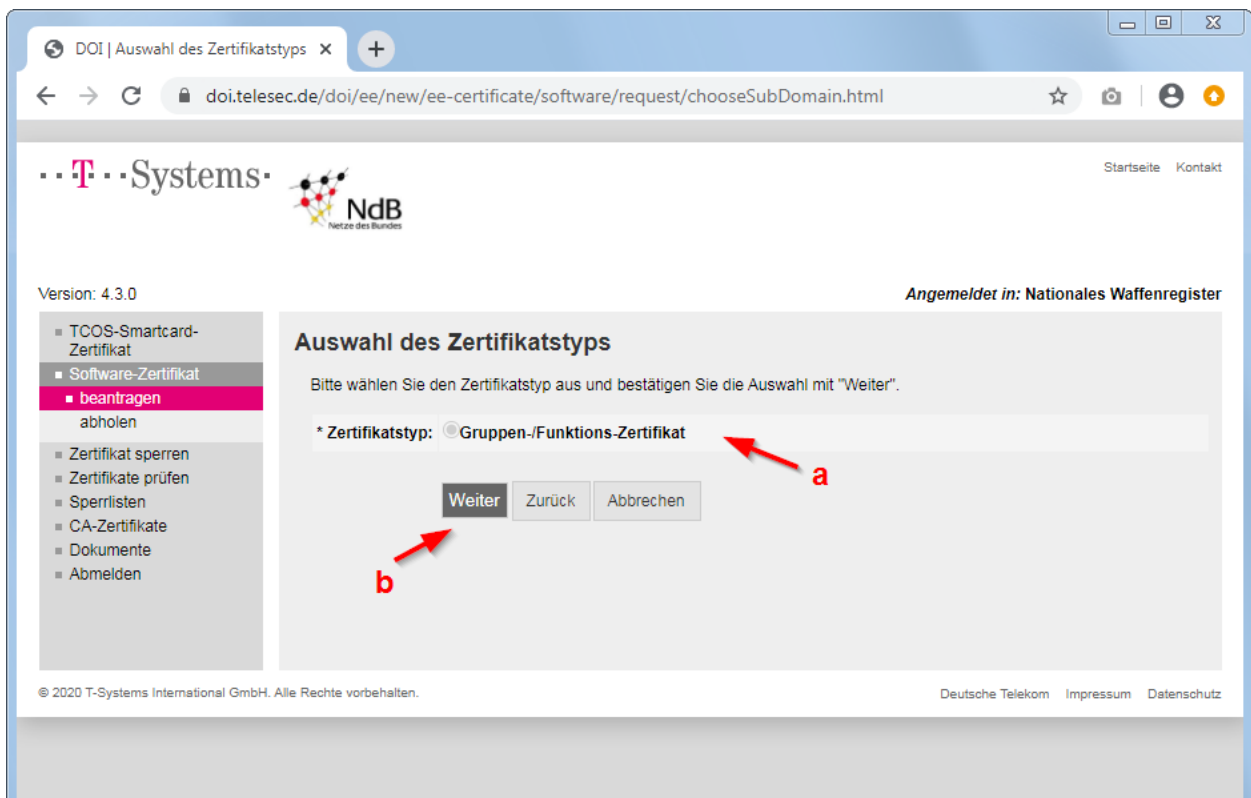 DOI | Auswahl des Zertifikatstyps
doi.telesec.de/doi/ee/new/ee-certificate/software/request/chooseSubDomain.html
··T··Systems·
NdB
Netze des Bundes
Startseite Kontakt
Version: 4.3.0
Angemeldet in: Nationales Waffenregister
TCOS-Smartcard-
Zertifikat
Software-Zertifikat
beantragen
abholen
Zertifikat sperren
Zertifikate prüfen
Sperrlisten
CA-Zertifikate
Dokumente
Abmelden
Auswahl des Zertifikatstyps
Bitte wählen Sie den Zertifikatstyp aus und bestätigen Sie die Auswahl mit "Weiter".
* Zertifikatstyp: Gruppen-/Funktions-Zertifikat
a
Weiter Zurück Abbrechen
b
© 2020 T-Systems International GmbH. Alle Rechte vorbehalten.
Deutsche Telekom Impressum Datenschutz